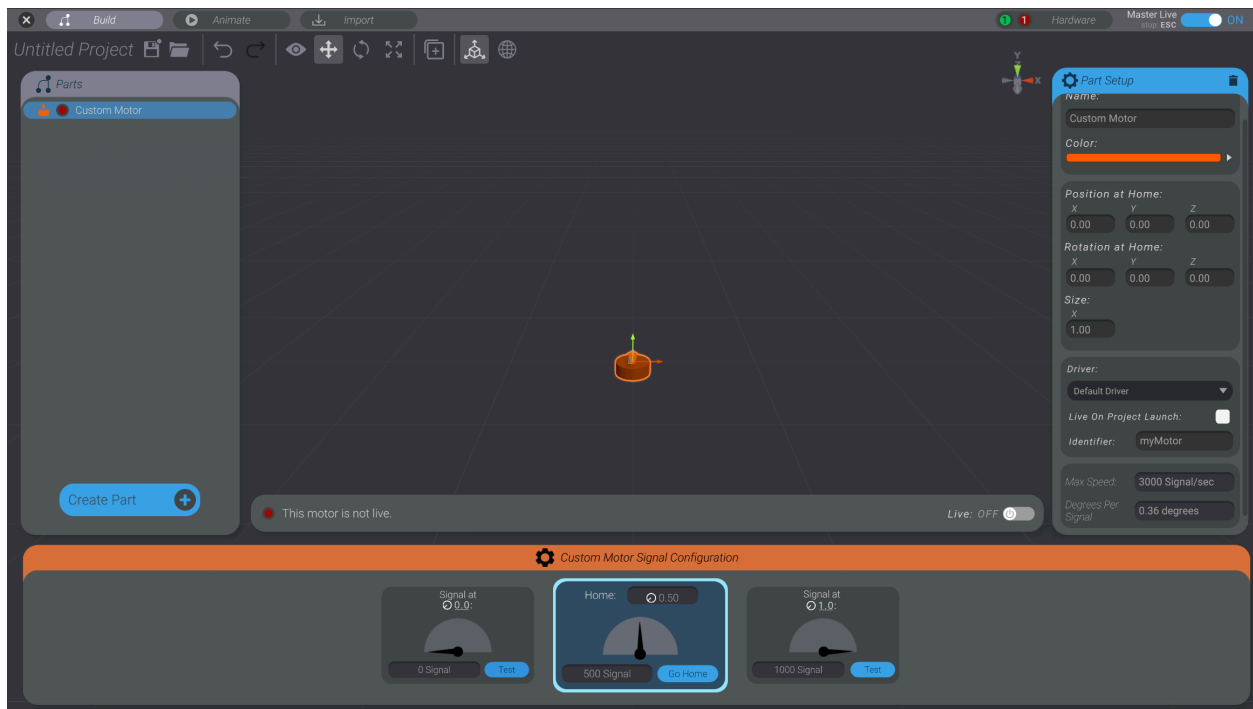 Build
Animate
Import
1
1
Hardware
Master Live
stop: ESC
ON
Untitled Project
Y
Z
X
Parts
Custom Motor
Create Part
Part Setup
Name:
Custom Motor
Color:
Position at Home:
X Y Z
0.00 0.00 0.00
Rotation at Home:
X Y Z
0.00 0.00 0.00
Size:
X
1.00
Driver:
Default Driver
Live On Project Launch:
Identifier: myMotor
Max Speed: 3000 Signal/sec
Degrees Per
Signal
0.36 degrees
This motor is not live.
Live: OFF
Custom Motor Signal Configuration
Signal at
0.0:
0 Signal
Test
Home: 0.50
500 Signal
Go Home
Signal at
1.0:
1000 Signal
Test